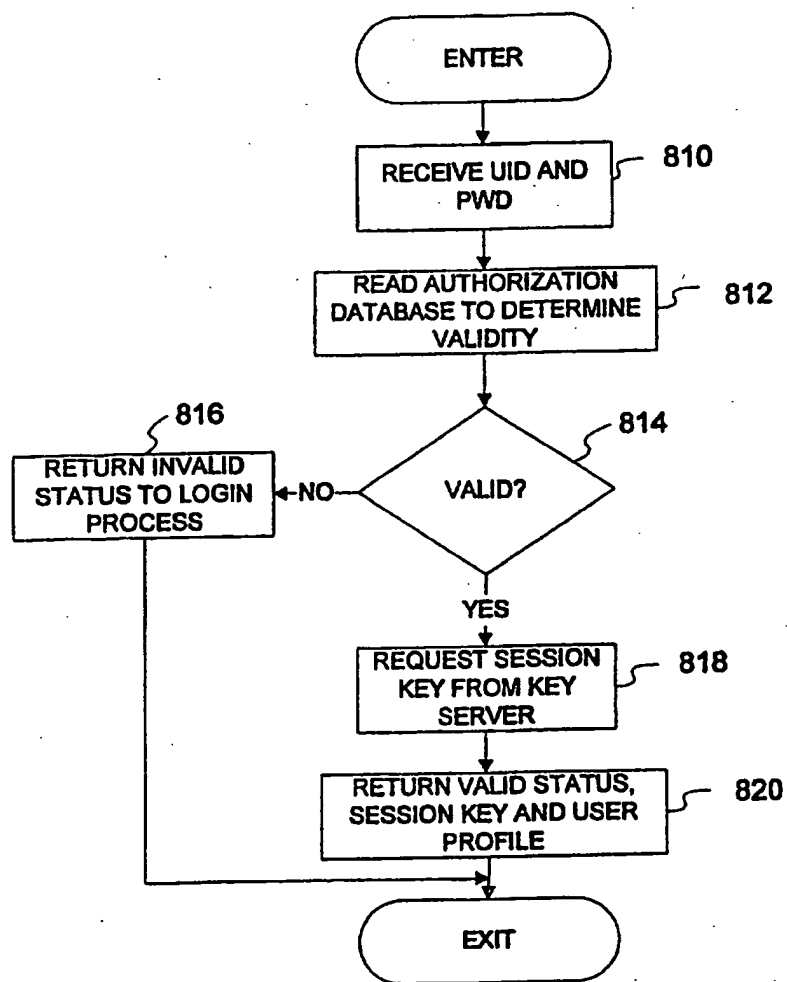 ENTER
RECEIVE UID AND
PWD
810
READ AUTHORIZATION
DATABASE TO DETERMINE
VALIDITY
812
816
RETURN INVALID
STATUS TO LOGIN
PROCESS
NO
VALID?
814
YES
REQUEST SESSION
KEY FROM KEY
SERVER
818
RETURN VALID STATUS,
SESSION KEY AND USER
PROFILE
820
EXIT